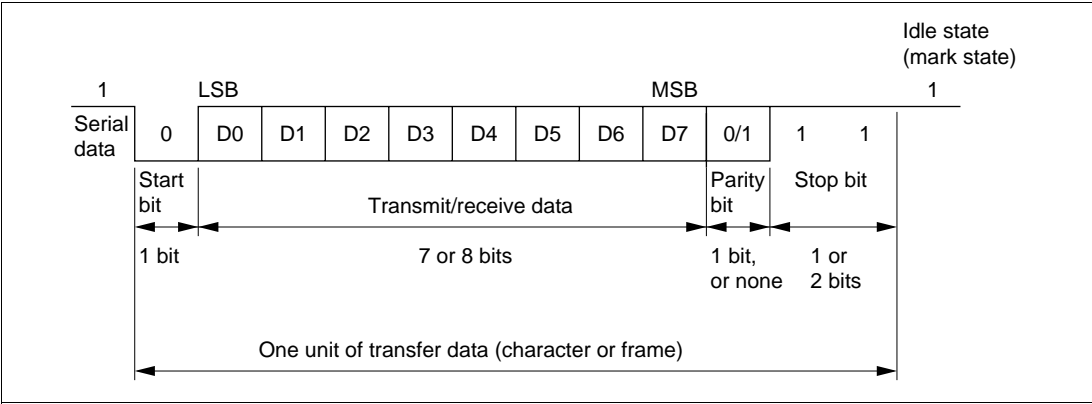 Idle state
(mark state)
1 LSB MSB 1
Serial
data
0 D0 D1 D2 D3 D4 D5 D6 D7 0/1 1 1
Start
bit
Transmit/receive data
Parity
bit
Stop bit
1 bit
7 or 8 bits
1 bit,
or none
1 or
2 bits
One unit of transfer data (character or frame)